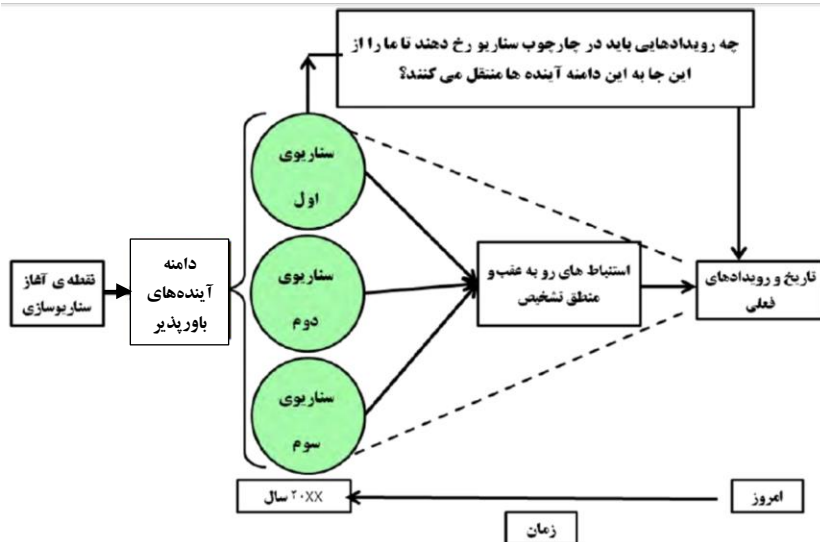 چه رویدادهایی باید در چارچوب سناریو رخ دهند تا ما را از
این جا به این دامنه آینده ها منتقل می کنند؟
سناریوی
اول
سناریوی
دوم
سناریوی
سوم
دامنه
آینده‌های
باورپذیر
نقطه ی آغاز
سناریوسازی
استنباط های رو به عقب و
منطق تشخیص
تاریخ و رویدادهای
فعلی
۲۰XX سال
امروز
زمان